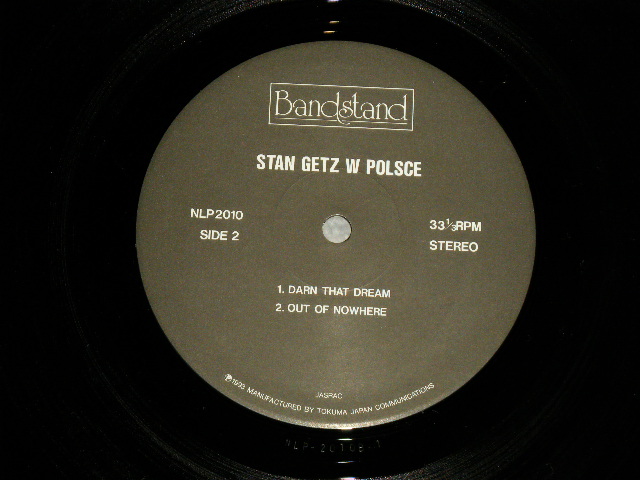 Bandstand
STAN GETZ W POLSCE
NLP2010
SIDE 2
33⅓RPM
STEREO
1. DARN THAT DREAM
2. OUT OF NOWHERE
JASRAC
℗1993 MANUFACTURED BY TOKUMA JAPAN COMMUNICATIONS